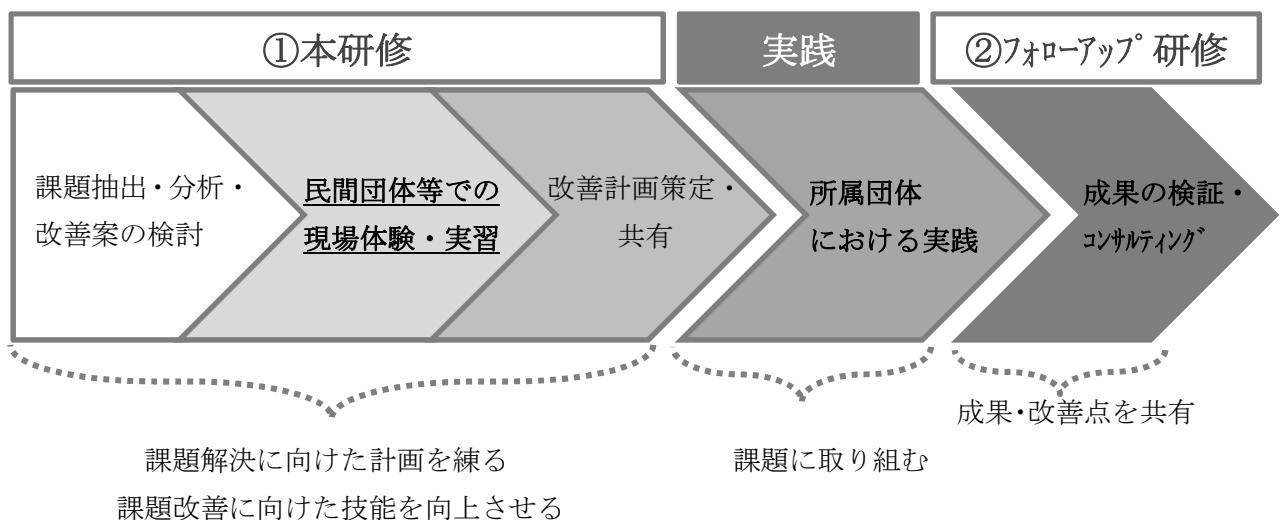 ①本研修
実践
②ﾌｫﾛｰｱｯﾌﾟ研修
課題抽出・分析・
改善案の検討
民間団体等での
現場体験・実習
改善計画策定・
共有
所属団体
における実践
成果の検証・
ｺﾝｻﾙﾃｨﾝｸﾞ
課題解決に向けた計画を練る
課題改善に向けた技能を向上させる
課題に取り組む
成果・改善点を共有